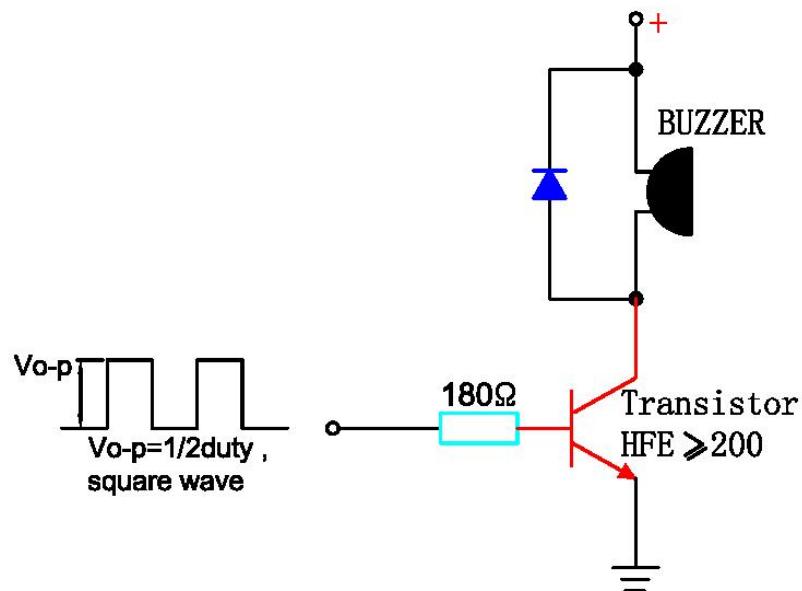 +
BUZZER
Vo-p
180Ω
Transistor
HFE ⩾200
Vo-p=1/2duty ,
square wave